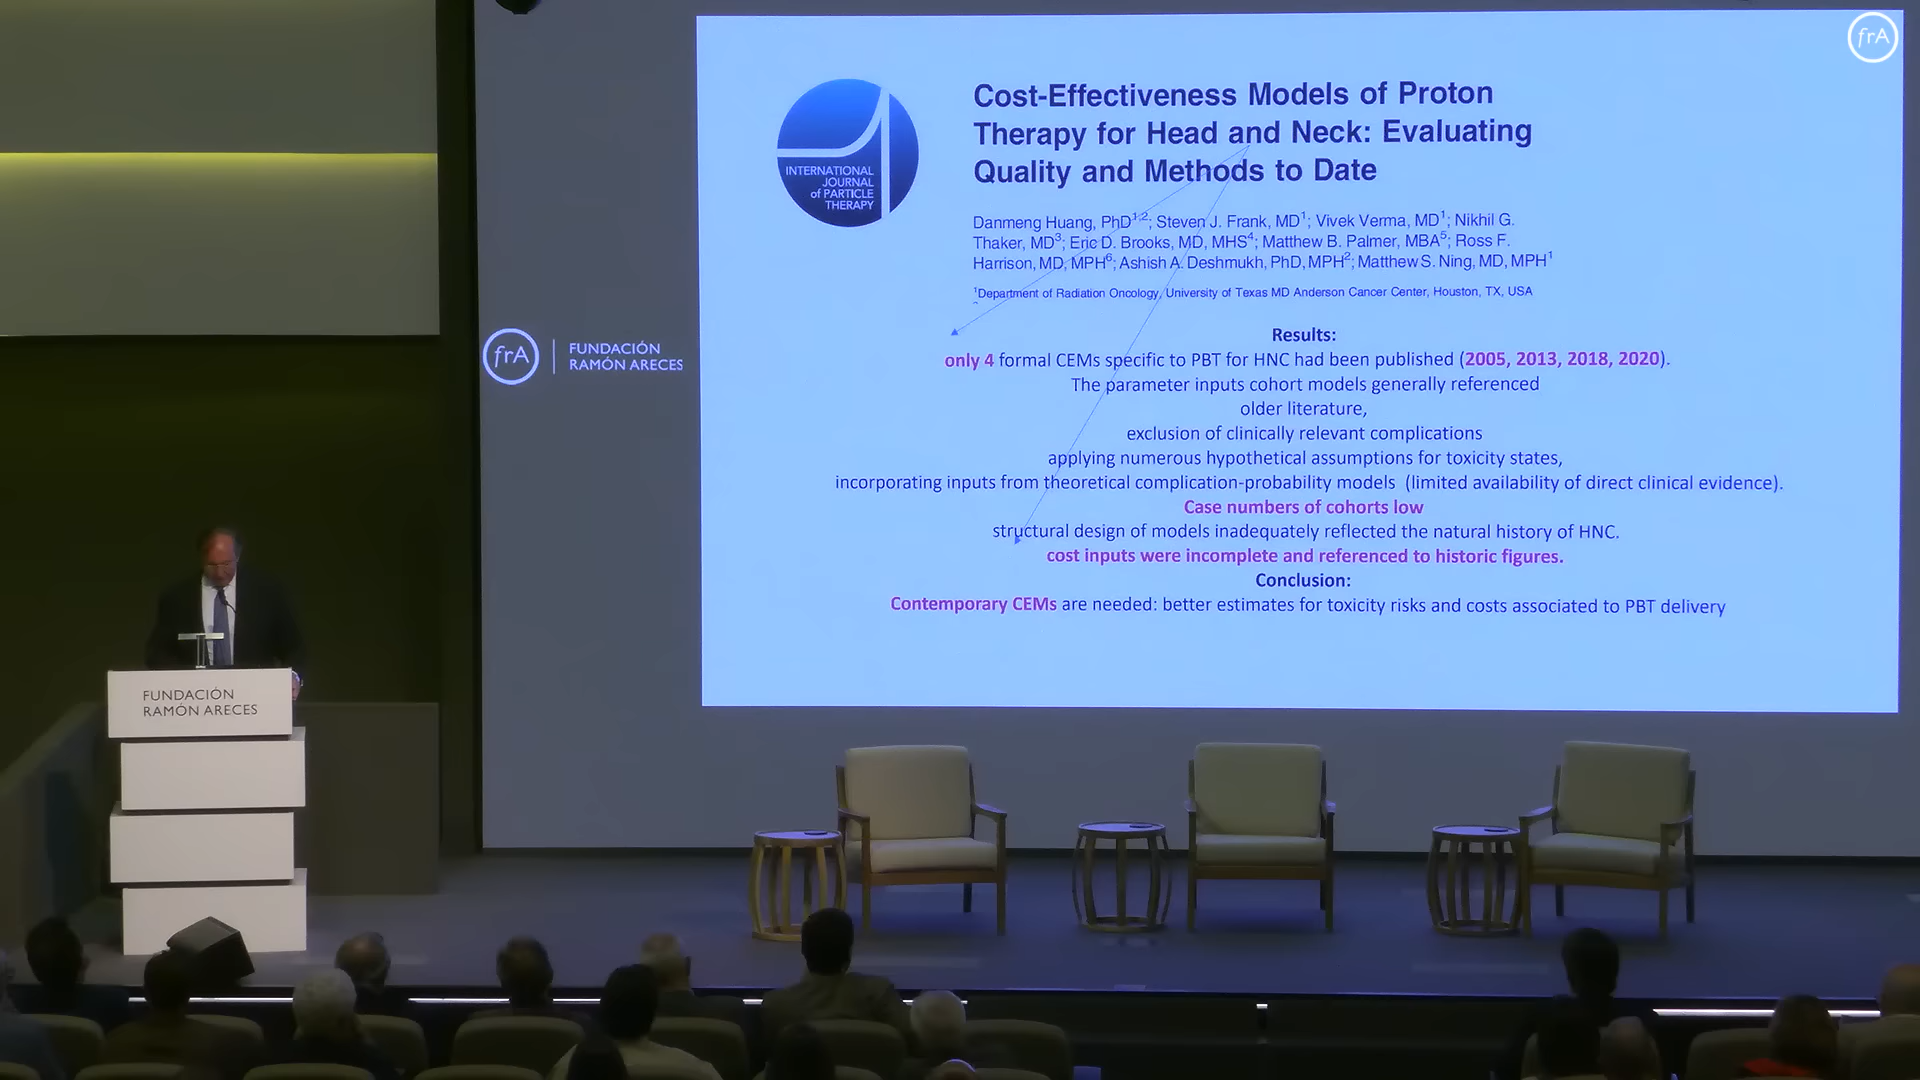 frA
Cost-Effectiveness Models of Proton
Therapy for Head and Neck: Evaluating
Quality and Methods to Date
INTERNATIONAL
JOURNAL
of PARTICLE
THERAPY
Danmeng Huang, PhD1,2; Steven J. Frank, MD1; Vivek Verma, MD1; Nikhil G.
Thaker, MD3; Eric D. Brooks, MD, MHS4; Matthew B. Palmer, MBA5; Ross F.
Harrison, MD, MPH6; Ashish A. Deshmukh, PhD, MPH2; Matthew S. Ning, MD, MPH1
1Department of Radiation Oncology, University of Texas MD Anderson Cancer Center, Houston, TX, USA
Results:
only 4 formal CEMs specific to PBT for HNC had been published (2005, 2013, 2018, 2020).
The parameter inputs cohort models generally referenced
older literature,
exclusion of clinically relevant complications
applying numerous hypothetical assumptions for toxicity states,
incorporating inputs from theoretical complication-probability models (limited availability of direct clinical evidence).
Case numbers of cohorts low
structural design of models inadequately reflected the natural history of HNC.
cost inputs were incomplete and referenced to historic figures.
Conclusion:
Contemporary CEMs are needed: better estimates for toxicity risks and costs associated to PBT delivery
frA
FUNDACIÓN
RAMÓN ARECES
FUNDACIÓN
RAMÓN ARECES